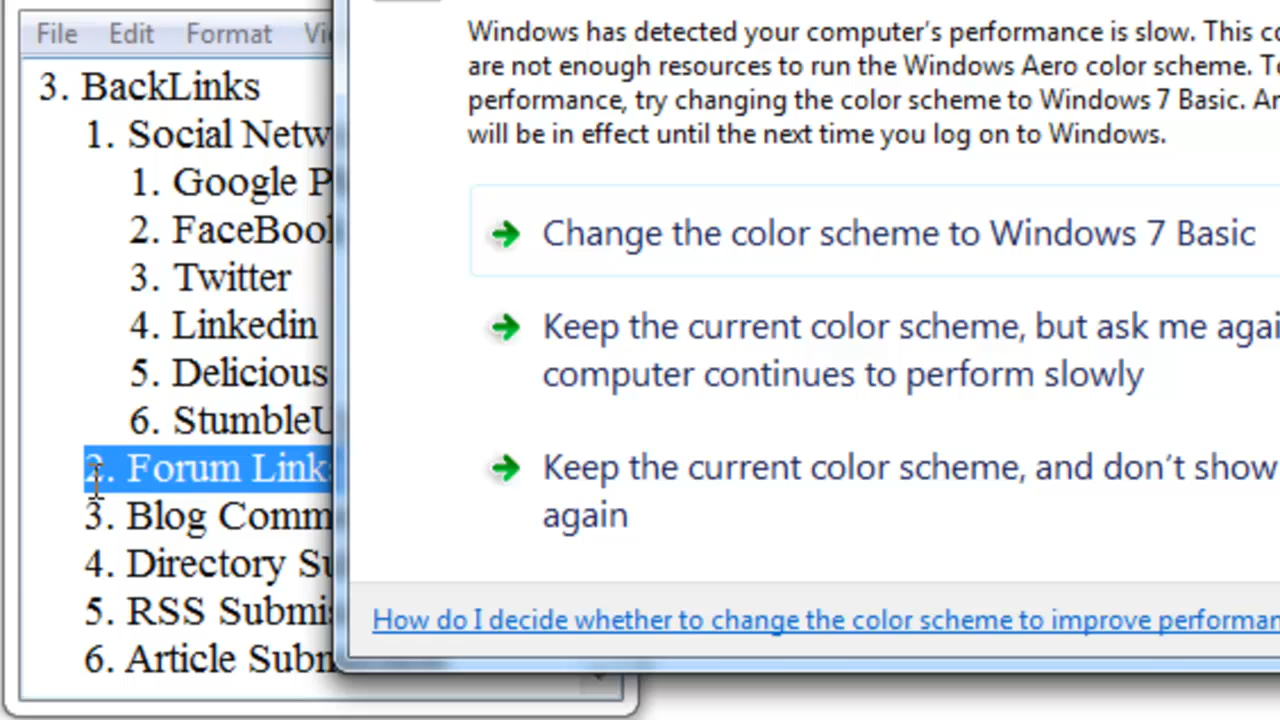 File Edit Format
3. BackLinks
1. Social
1. Google
2.
3. Twitter
4. Linkedin
5. Delicious
6.
2. Forum
3. Blog
4. Directory
5. RSS
6. Article
Windows has detected your computer's performance is slow. This
are not enough resources to run the Windows Aero color scheme.
performance, try changing the color scheme to Windows 7 Basic.
will be in effect until the next time you log on to Windows.
Change the color scheme to Windows 7 Basic
Keep the current color scheme, but ask me
computer continues to perform slowly
Keep the current color scheme, and don't show
again
How do I decide whether to change the color scheme to improve